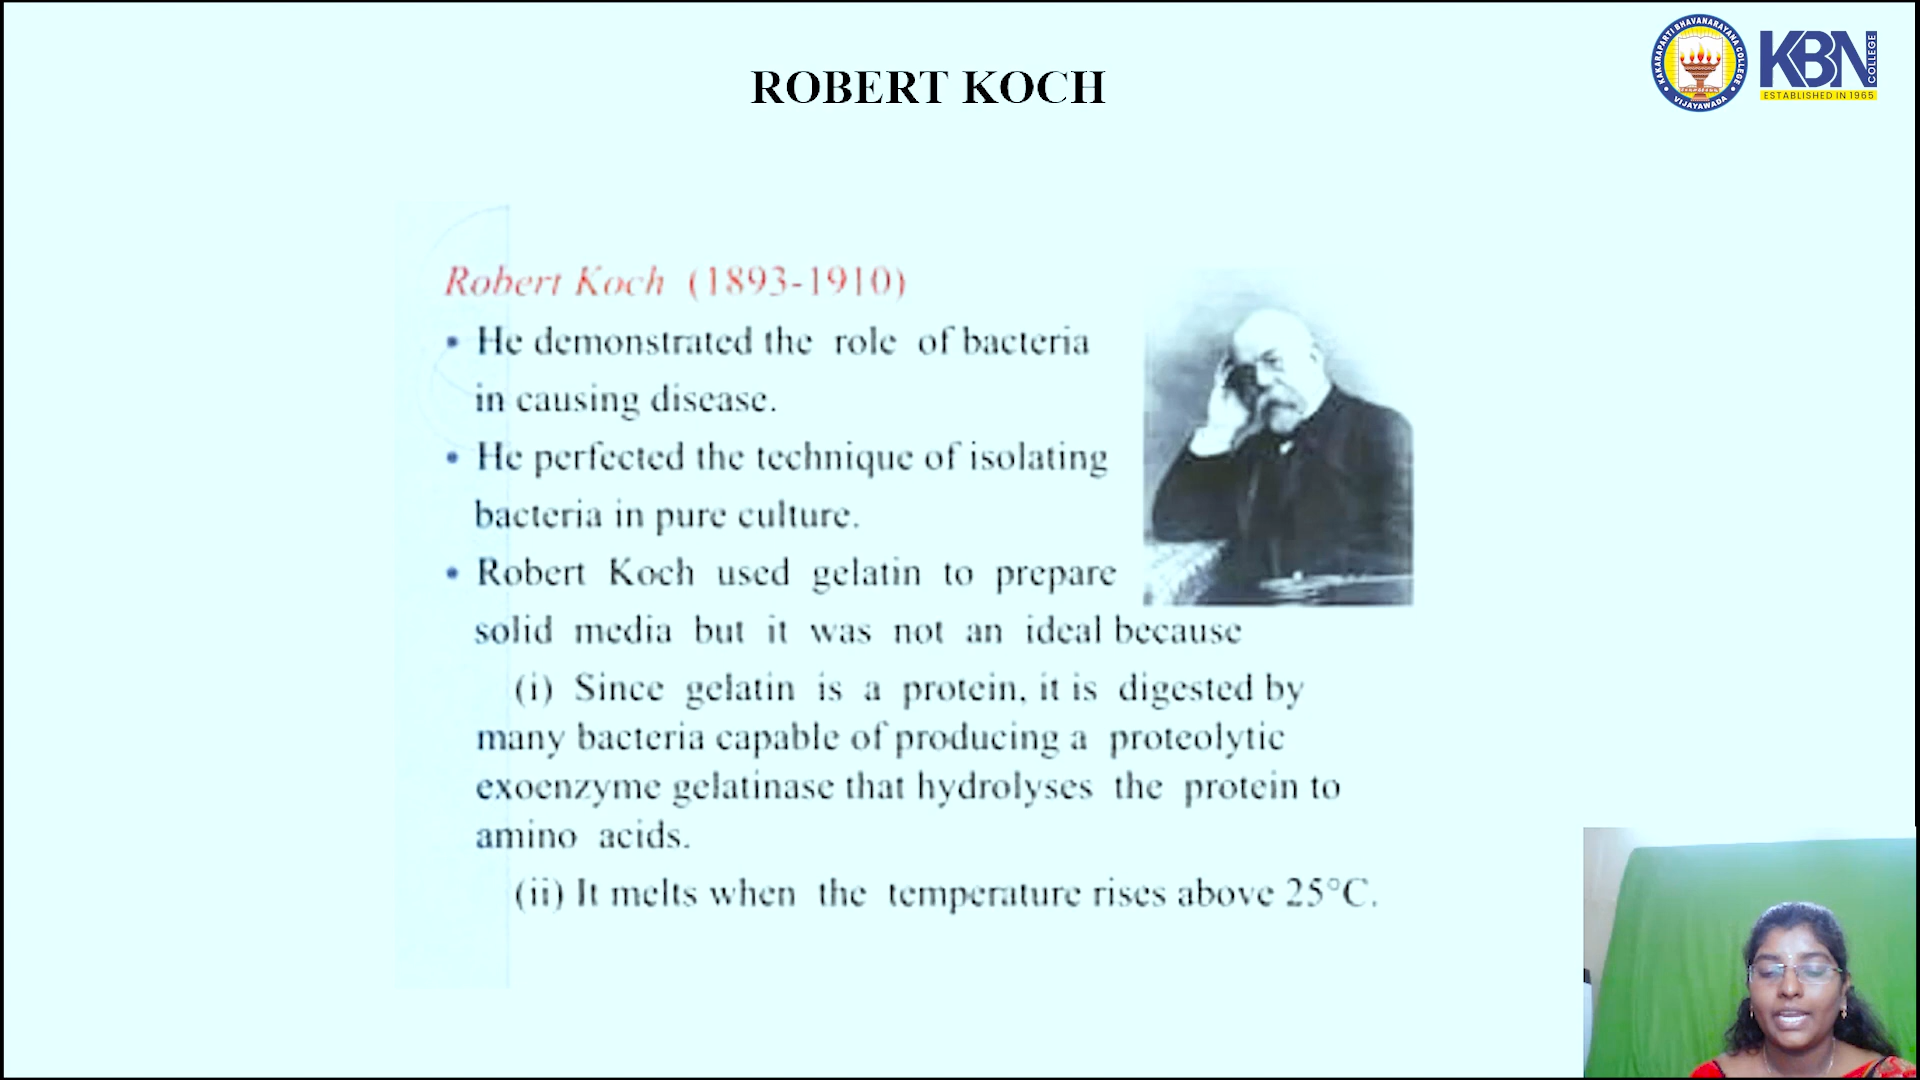 ROBERT KOCH
KAKARAPARTI BHAVANARAYANA COLLEGE
VIJAYAWADA
KBN
COLLEGE
ESTABLISHED IN 1965
Robert Koch (1893-1910)
• He demonstrated the role of bacteria
in causing disease.
• He perfected the technique of isolating
bacteria in pure culture.
• Robert Koch used gelatin to prepare
solid media but it was not an ideal because
(i) Since gelatin is a protein, it is digested by
many bacteria capable of producing a proteolytic
exoenzyme gelatinase that hydrolyses the protein to
amino acids.
(ii) It melts when the temperature rises above 25°C.